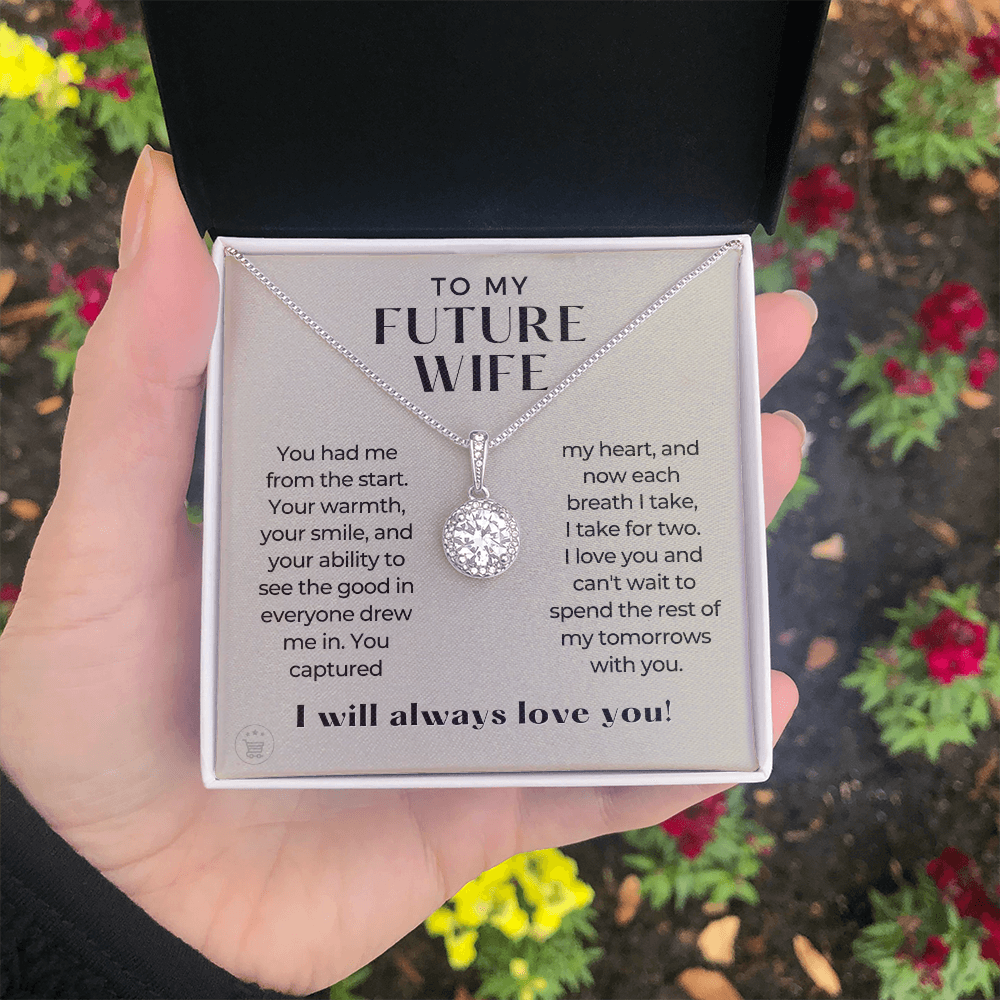 TO MY
FUTURE
WIFE
You had me
from the start.
Your warmth,
your smile, and
your ability to
see the good in
everyone drew
me in. You
captured
my heart, and
now each
breath I take,
I take for two.
I love you and
can't wait to
spend the rest of
my tomorrows
with you.
I will always love you!